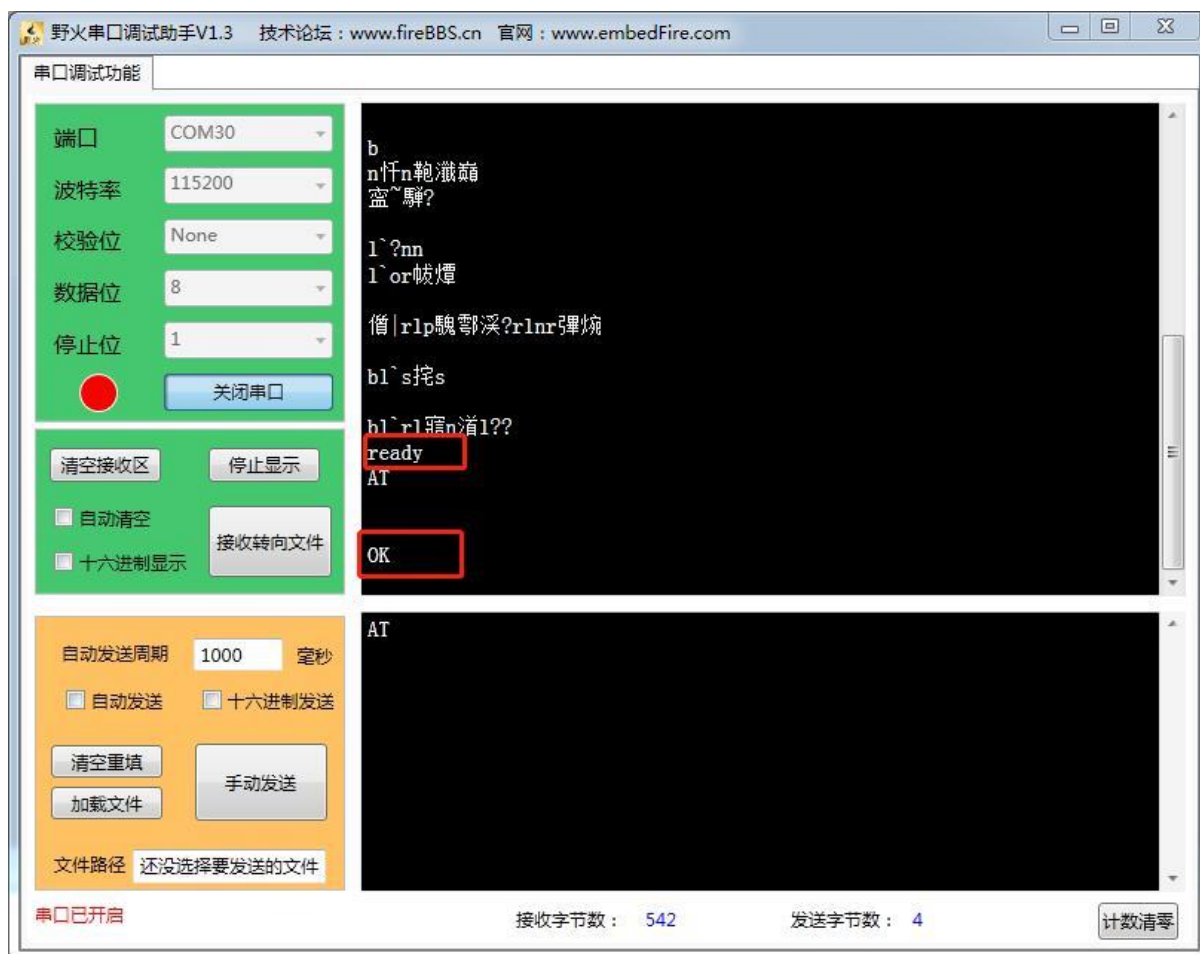 野火串口调试助手V1.3 技术论坛：www.fireBBS.cn 官网：www.embedFire.com
串口调试功能
端口 COM30
波特率 115200
校验位 None
数据位 8
停止位 1
关闭串口
清空接收区 停止显示
自动清空
接收转向文件
十六进制显示
b
l`?nn
ready
AT
OK
自动发送周期 1000 毫秒
自动发送 十六进制发送
清空重填
手动发送
加载文件
文件路径 还没选择要发送的文件
AT
串口已开启 接收字节数： 542 发送字节数： 4 计数清零